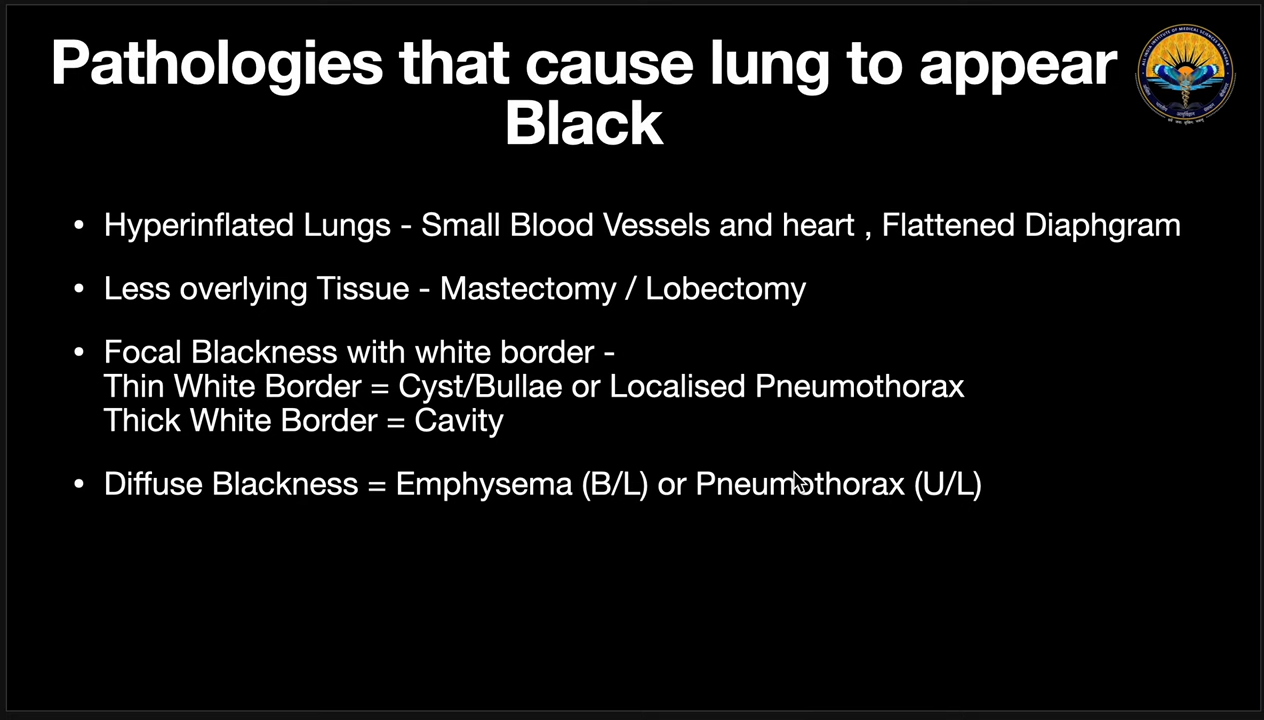 Pathologies that cause lung to appear
Black
• Hyperinflated Lungs - Small Blood Vessels and heart , Flattened Diaphgram
• Less overlying Tissue - Mastectomy / Lobectomy
• Focal Blackness with white border -
Thin White Border = Cyst/Bullae or Localised Pneumothorax
Thick White Border = Cavity
• Diffuse Blackness = Emphysema (B/L) or Pneumothorax (U/L)